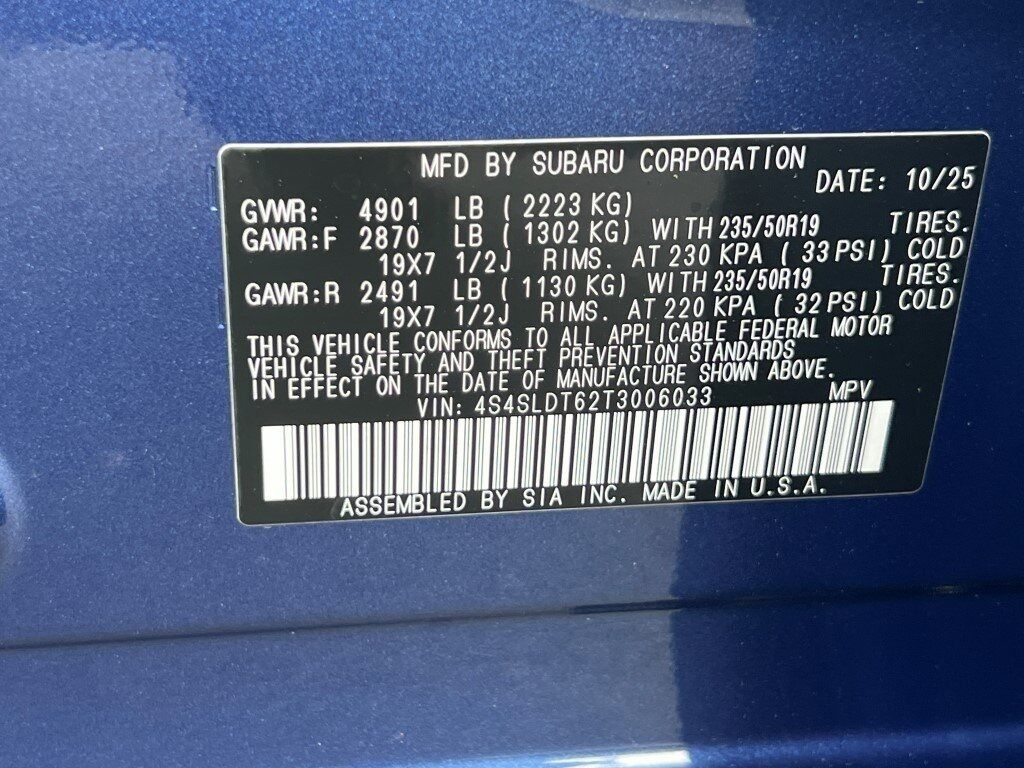 MFD BY SUBARU CORPORATION
DATE: 10/25
GVWR: 4901 LB ( 2223 KG)
GAWR:F 2870 LB ( 1302 KG) WITH 235/50R19 TIRES.
19X7 1/2J RIMS. AT 230 KPA ( 33 PSI) COLD
GAWR:R 2491 LB ( 1130 KG) WITH 235/50R19 TIRES.
19X7 1/2J RIMS. AT 220 KPA ( 32 PSI) COLD
THIS VEHICLE CONFORMS TO ALL APPLICABLE FEDERAL MOTOR
VEHICLE SAFETY AND THEFT PREVENTION STANDARDS
IN EFFECT ON THE DATE OF MANUFACTURE SHOWN ABOVE.
VIN: 4S4SLDT62T3006033 MPV
ASSEMBLED BY SIA INC. MADE IN U.S.A.